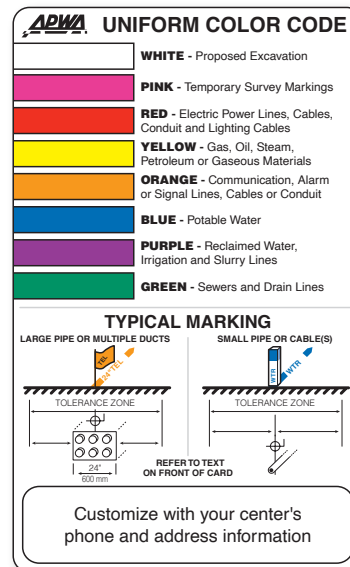 APWA UNIFORM COLOR CODE
WHITE - Proposed Excavation
PINK - Temporary Survey Markings
RED - Electric Power Lines, Cables,
Conduit and Lighting Cables
YELLOW - Gas, Oil, Steam,
Petroleum or Gaseous Materials
ORANGE - Communication, Alarm
or Signal Lines, Cables or Conduit
BLUE - Potable Water
PURPLE - Reclaimed Water,
Irrigation and Slurry Lines
GREEN - Sewers and Drain Lines
TYPICAL MARKING
LARGE PIPE OR MULTIPLE DUCTS
SMALL PIPE OR CABLE(S)
TEL
24"TEL
WTR
WTR
TOLERANCE ZONE
TOLERANCE ZONE
24"
600 mm
REFER TO TEXT
ON FRONT OF CARD
Customize with your center's
phone and address information